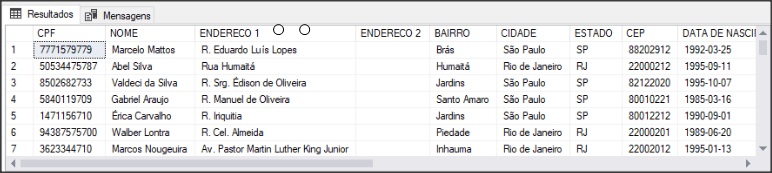 Resultados Mensagens
CPF NOME ENDERECO 1 ENDERECO 2 BAIRRO CIDADE ESTADO CEP DATA DE NASCI
1 7771579779 Marcelo Mattos R. Eduardo Luís Lopes Brás São Paulo SP 88202912 1992-03-25
2 50534475787 Abel Silva Rua Humaitá Humaitá Rio de Janeiro RJ 22000212 1995-09-11
3 8502682733 Valdeci da Silva R. Srg. Édison de Oliveira Jardins São Paulo SP 82122020 1995-10-07
4 5840119709 Gabriel Araujo R. Manuel de Oliveira Santo Amaro São Paulo SP 80010221 1985-03-16
5 1471156710 Érica Carvalho R. Iriquitia Jardins São Paulo SP 80012212 1990-09-01
6 94387575700 Walber Lontra R. Cel. Almeida Piedade Rio de Janeiro RJ 22000201 1989-06-20
7 3623344710 Marcos Nougeuira Av. Pastor Martin Luther King Junior Inhauma Rio de Janeiro RJ 22002012 1995-01-13